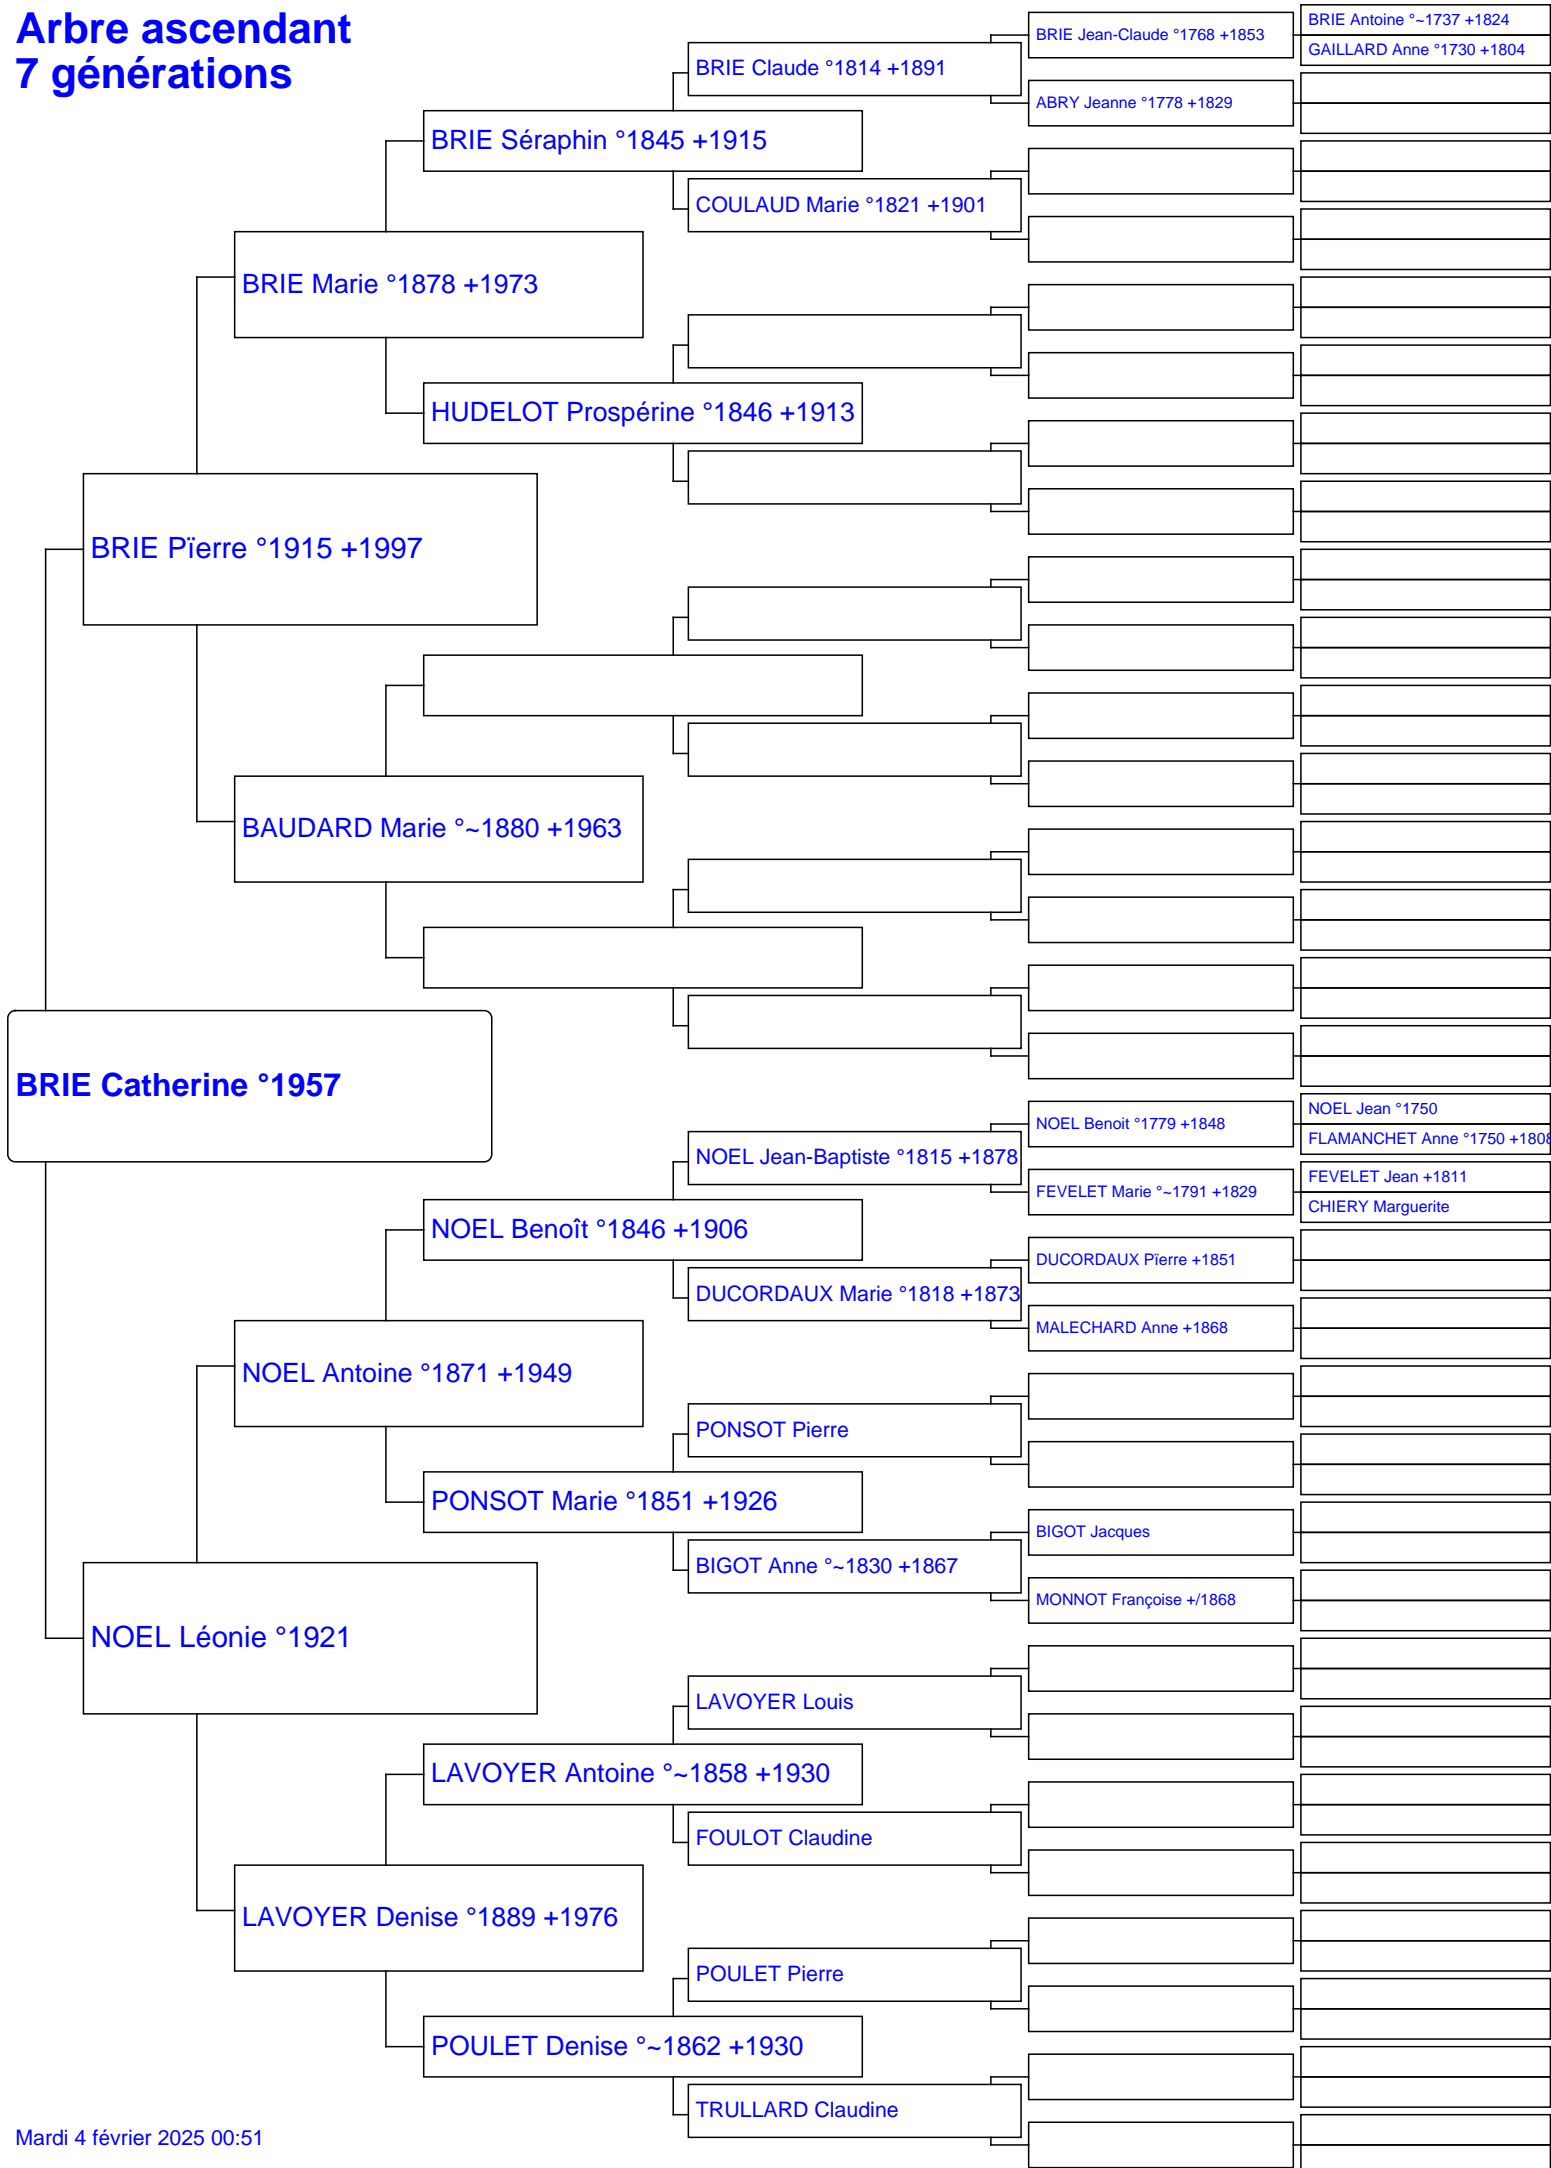 Arbre ascendant
7 générations
BRIE Antoine °~1737 +1824
BRIE Jean-Claude °1768 +1853
GAILLARD Anne °1730 +1804
BRIE Claude °1814 +1891
ABRY Jeanne °1778 +1829
BRIE Séraphin °1845 +1915
COULAUD Marie °1821 +1901
BRIE Marie °1878 +1973
HUDELOT Prospérine °1846 +1913
BRIE Pïerre °1915 +1997
BAUDARD Marie °~1880 +1963
BRIE Catherine °1957
NOEL Jean °1750
NOEL Benoit °1779 +1848
FLAMANCHET Anne °1750 +1808
NOEL Jean-Baptiste °1815 +1878
FEVELET Jean +1811
FEVELET Marie °~1791 +1829
CHIERY Marguerite
NOEL Benoît °1846 +1906
DUCORDAUX Pïerre +1851
DUCORDAUX Marie °1818 +1873
MALECHARD Anne +1868
NOEL Antoine °1871 +1949
PONSOT Pierre
PONSOT Marie °1851 +1926
BIGOT Jacques
BIGOT Anne °~1830 +1867
MONNOT Françoise +/1868
NOEL Léonie °1921
LAVOYER Louis
LAVOYER Antoine °~1858 +1930
FOULOT Claudine
LAVOYER Denise °1889 +1976
POULET Pierre
POULET Denise °~1862 +1930
TRULLARD Claudine
Mardi 4 février 2025 00:51